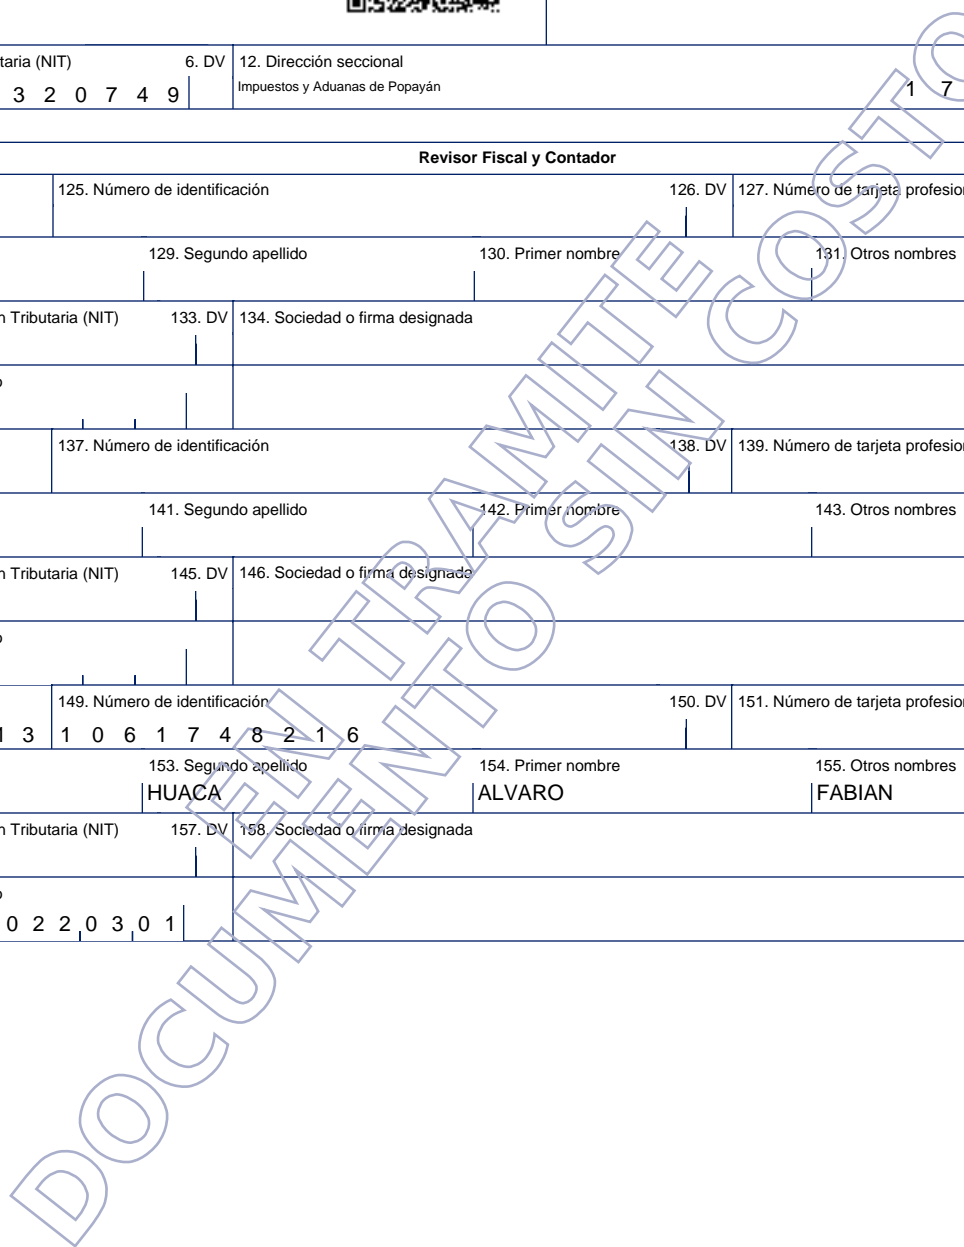 taria (NIT) 6. DV 12. Dirección seccional
3 2 0 7 4 9 Impuestos y Aduanas de Popayán 1 7
Revisor Fiscal y Contador
125. Número de identificación 126. DV 127. Número de tarjeta profesion
129. Segundo apellido 130. Primer nombre 131. Otros nombres
n Tributaria (NIT) 133. DV 134. Sociedad o firma designada
o
137. Número de identificación 138. DV 139. Número de tarjeta profesion
141. Segundo apellido 142. Primer nombre 143. Otros nombres
n Tributaria (NIT) 145. DV 146. Sociedad o firma designada
o
149. Número de identificación 150. DV 151. Número de tarjeta profesion
1 3 1 0 6 1 7 4 8 2 1 6
153. Segundo apellido 154. Primer nombre 155. Otros nombres
HUACA ALVARO FABIAN
n Tributaria (NIT) 157. DV 158. Sociedad o firma designada
o
0 2 2 0 3 0 1
EN TRAMITE
DOCUMENTO SIN COSTO